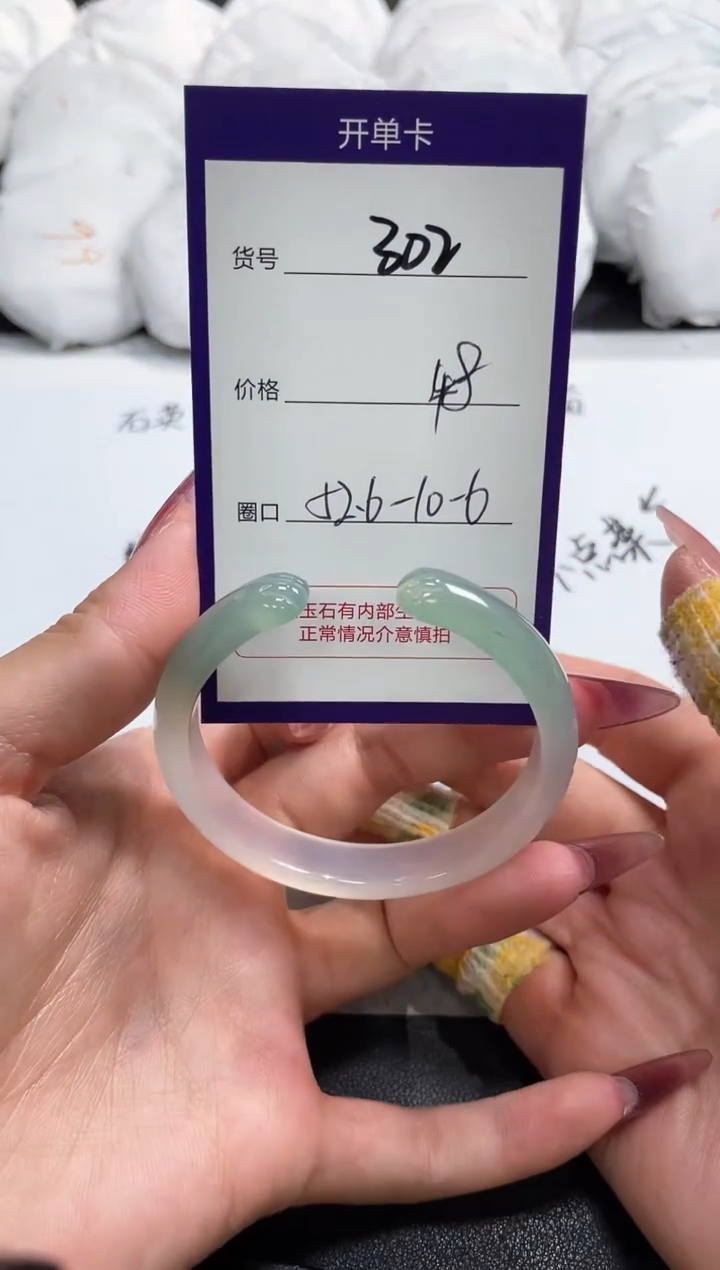 开单卡
货号 302
价格 48
圈口 52.6-10-6
玉石有内部生
正常情况介意慎拍